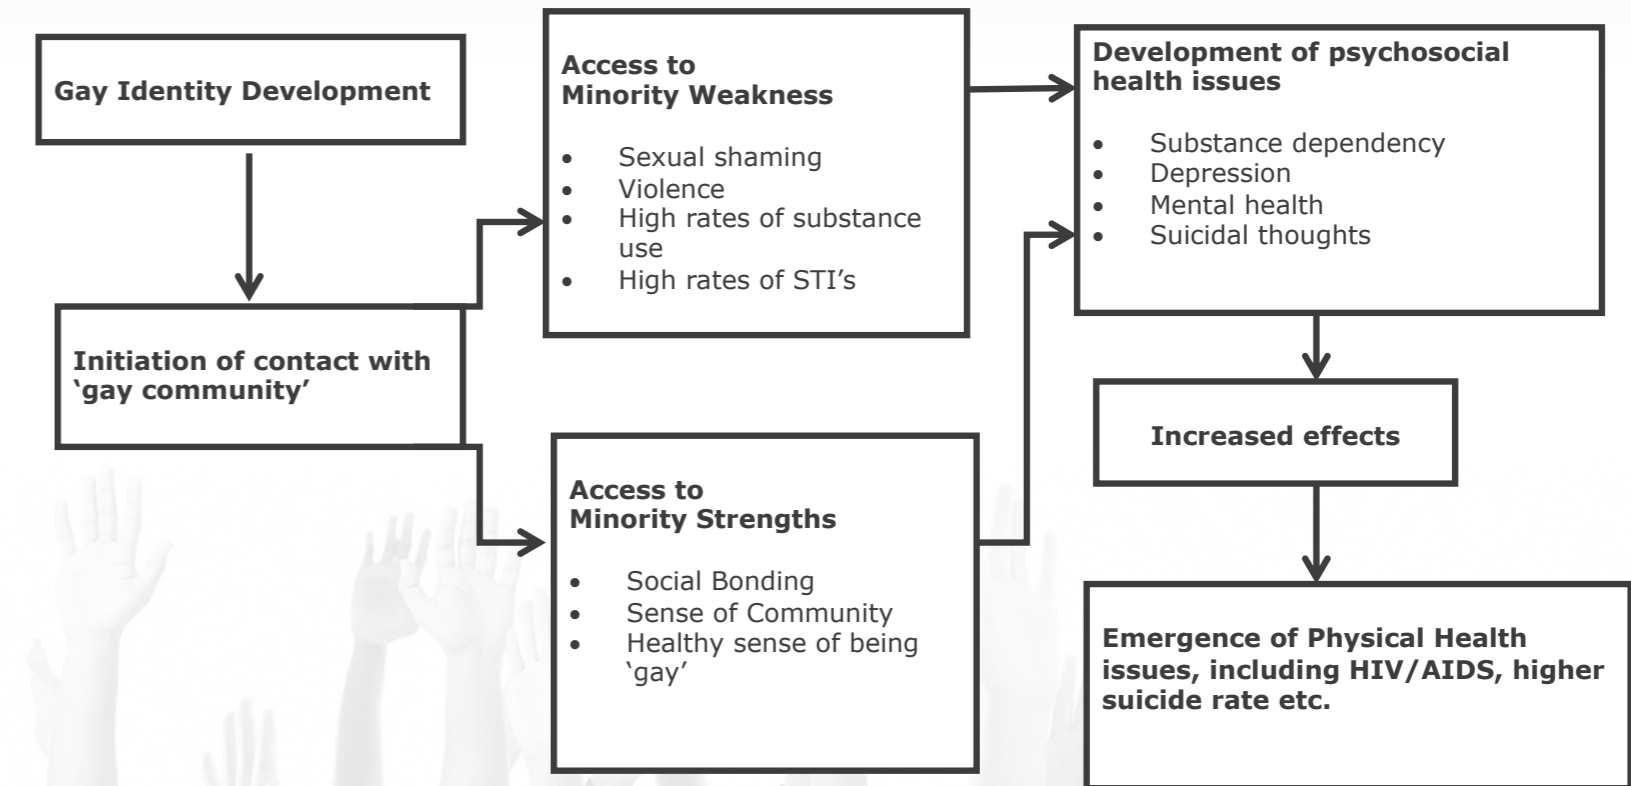 Gay Identity Development
Initiation of contact with
‘gay community’
Access to
Minority Weakness
• Sexual shaming
• Violence
• High rates of substance
use
• High rates of STI’s
Access to
Minority Strengths
• Social Bonding
• Sense of Community
• Healthy sense of being
‘gay’
Development of psychosocial
health issues
• Substance dependency
• Depression
• Mental health
• Suicidal thoughts
Increased effects
Emergence of Physical Health
issues, including HIV/AIDS, higher
suicide rate etc.